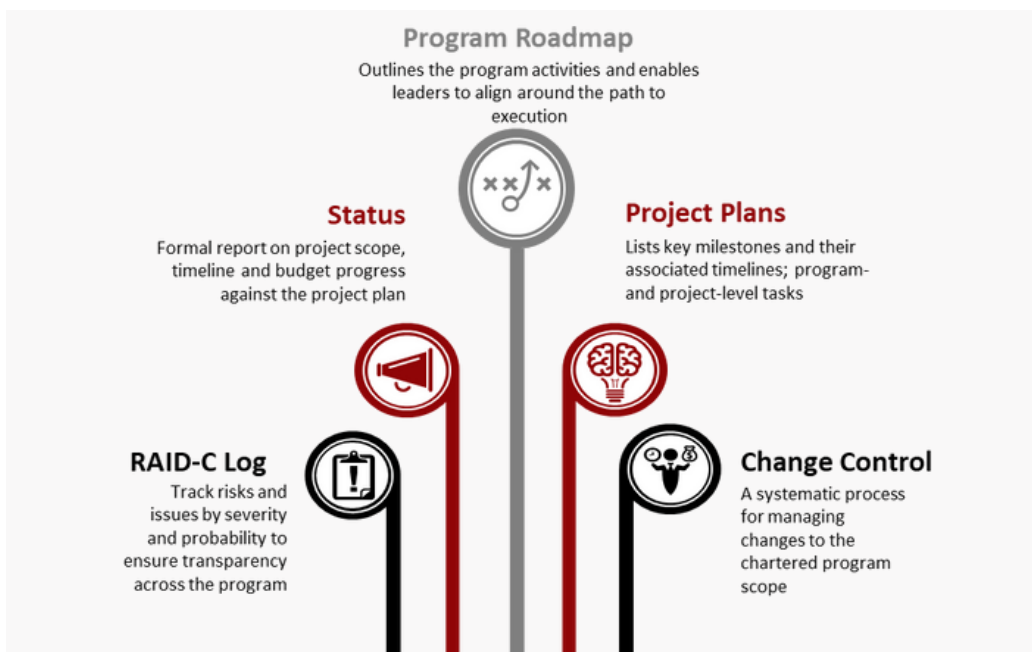 Program Roadmap
Outlines the program activities and enables
leaders to align around the path to
execution
Status
Formal report on project scope,
timeline and budget progress
against the project plan
Project Plans
Lists key milestones and their
associated timelines; program-
and project-level tasks
RAID-C Log
Track risks and
issues by severity
and probability to
ensure transparency
across the program
Change Control
A systematic process
for managing
changes to the
chartered program
scope